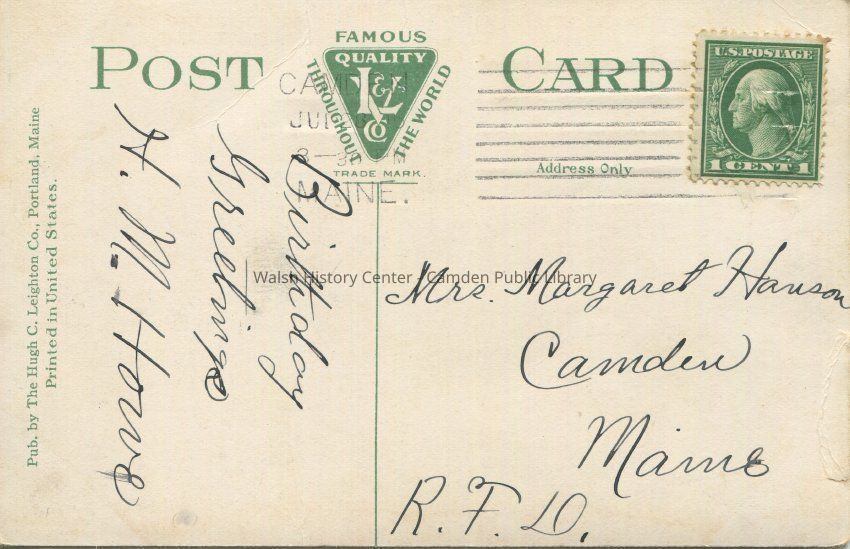 POST CARD
FAMOUS
QUALITY
THROUGHOUT THE WORLD
L&L
Co
TRADE MARK.
CAMDEN
JUL
MAINE.
U.S. POSTAGE
1 CENT 1
Address Only
Birthday
Greetings
H. M. Howe
Walsh History Center - Camden Public Library
Mrs. Margaret Hanson
Camden
Maine
R. F. D.
Pub. by The Hugh C. Leighton Co., Portland, Maine
Printed in United States.